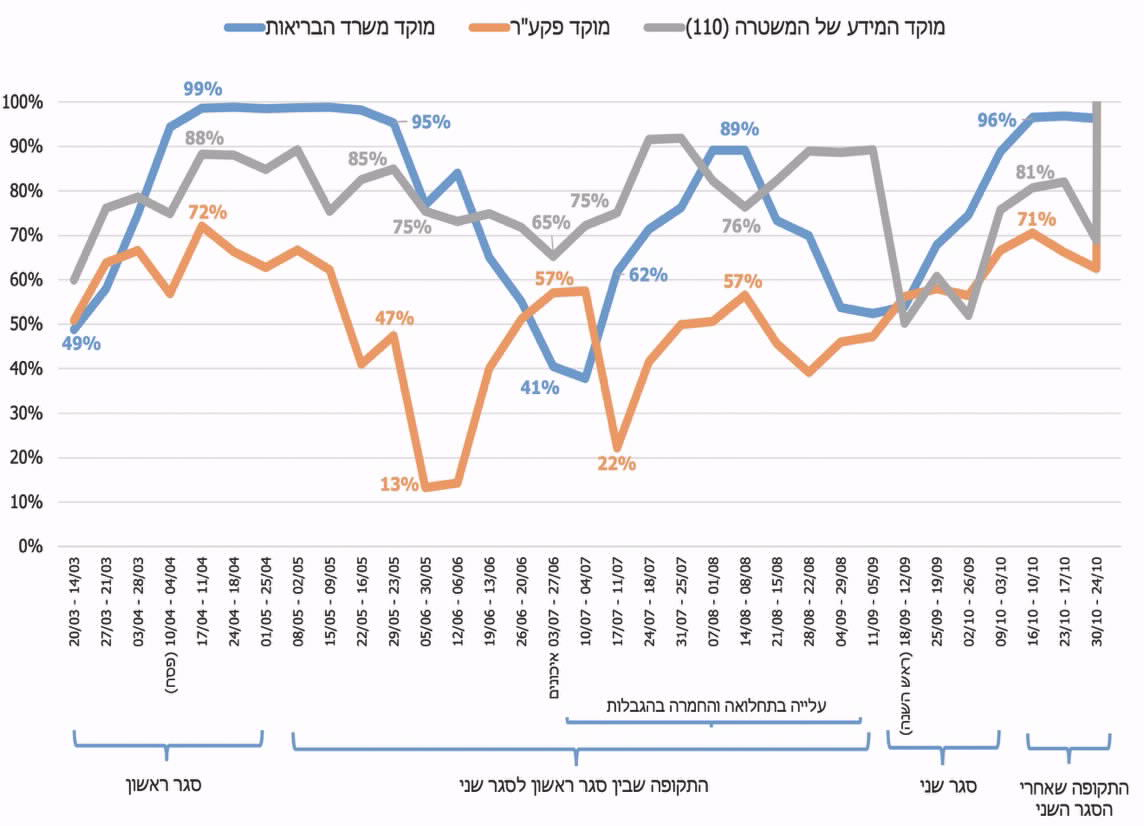 מוקד המידע של המשטרה (110)
מוקד פקע"ר
מוקד משרד הבריאות
100%
90%
80%
70%
60%
50%
40%
30%
20%
10%
0%
49%
99%
95%
41%
62%
89%
96%
88%
85%
75%
65%
75%
76%
81%
72%
47%
13%
57%
22%
57%
71%
14/03 - 20/03
21/03 - 27/03
28/03 - 03/04
04/04 - 10/04 (פסח)
11/04 - 17/04
18/04 - 24/04
25/04 - 01/05
02/05 - 08/05
09/05 - 15/05
16/05 - 22/05
23/05 - 29/05
30/05 - 05/06
06/06 - 12/06
13/06 - 19/06
20/06 - 26/06
27/06 - 03/07 איכונים
04/07 - 10/07
11/07 - 17/07
18/07 - 24/07
25/07 - 31/07
01/08 - 07/08
08/08 - 14/08
15/08 - 21/08
22/08 - 28/08
29/08 - 04/09
05/09 - 11/09
12/09 - 18/09 (ראש השנה)
19/09 - 25/09
26/09 - 02/10
03/10 - 09/10
10/10 - 16/10
17/10 - 23/10
24/10 - 30/10
עלייה בתחלואה והחמרה בהגבלות
סגר ראשון
התקופה שבין סגר ראשון לסגר שני
סגר שני
התקופה שאחרי
הסגר השני